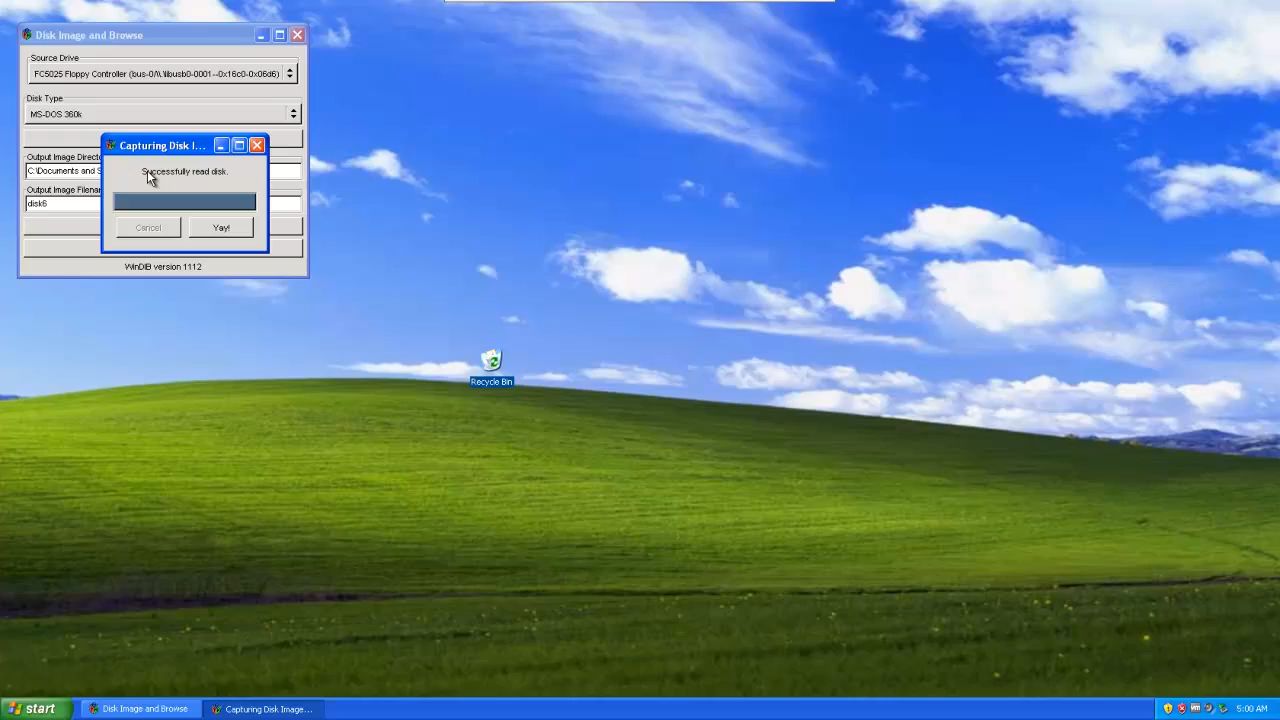 Disk Image and Browse
Source Drive
FC5025 Floppy Controller (bus-0/\\.\libusb0-0001--0x16c0-0x06d6)
Disk Type
MS-DOS 360k
Capturing Disk I...
Output Image Directo
C:\Documents and S
Successfully read disk.
Output Image Filenam
disk6
Cancel
Yay!
WinDIB version 1112
Recycle Bin
start
Disk Image and Browse
Capturing Disk Image...
5:00 AM